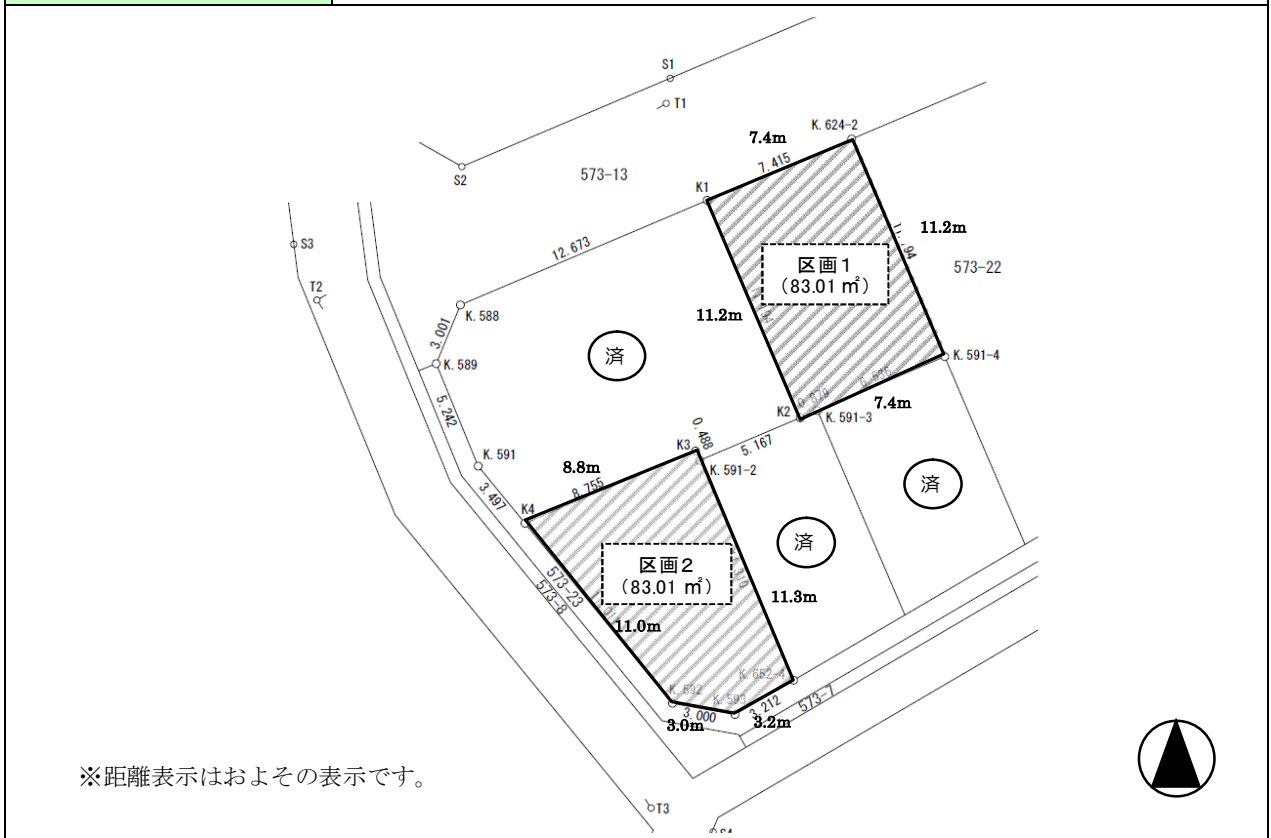 S1
T1
K.624-2
7.4m
7.415
S2
573-13
K1
11.2m
573-22
S3
区画1
(83.01 ㎡)
12.673
T2
K.588
11.2m
3.001
済
K.589
K.591-4
6.636
7.4m
K2
K.591-3
5.242
0.488
K3
5.167
K.591
K.591-2
8.8m
8.755
3.497
済
K4
済
区画2
(83.01 ㎡)
573-23
573-8
11.3m
11.0m
K.652-4
K.592
K.593
3.212
573-7
3.000
3.0m
3.2m
※距離表示はおよその表示です。
T3
S4